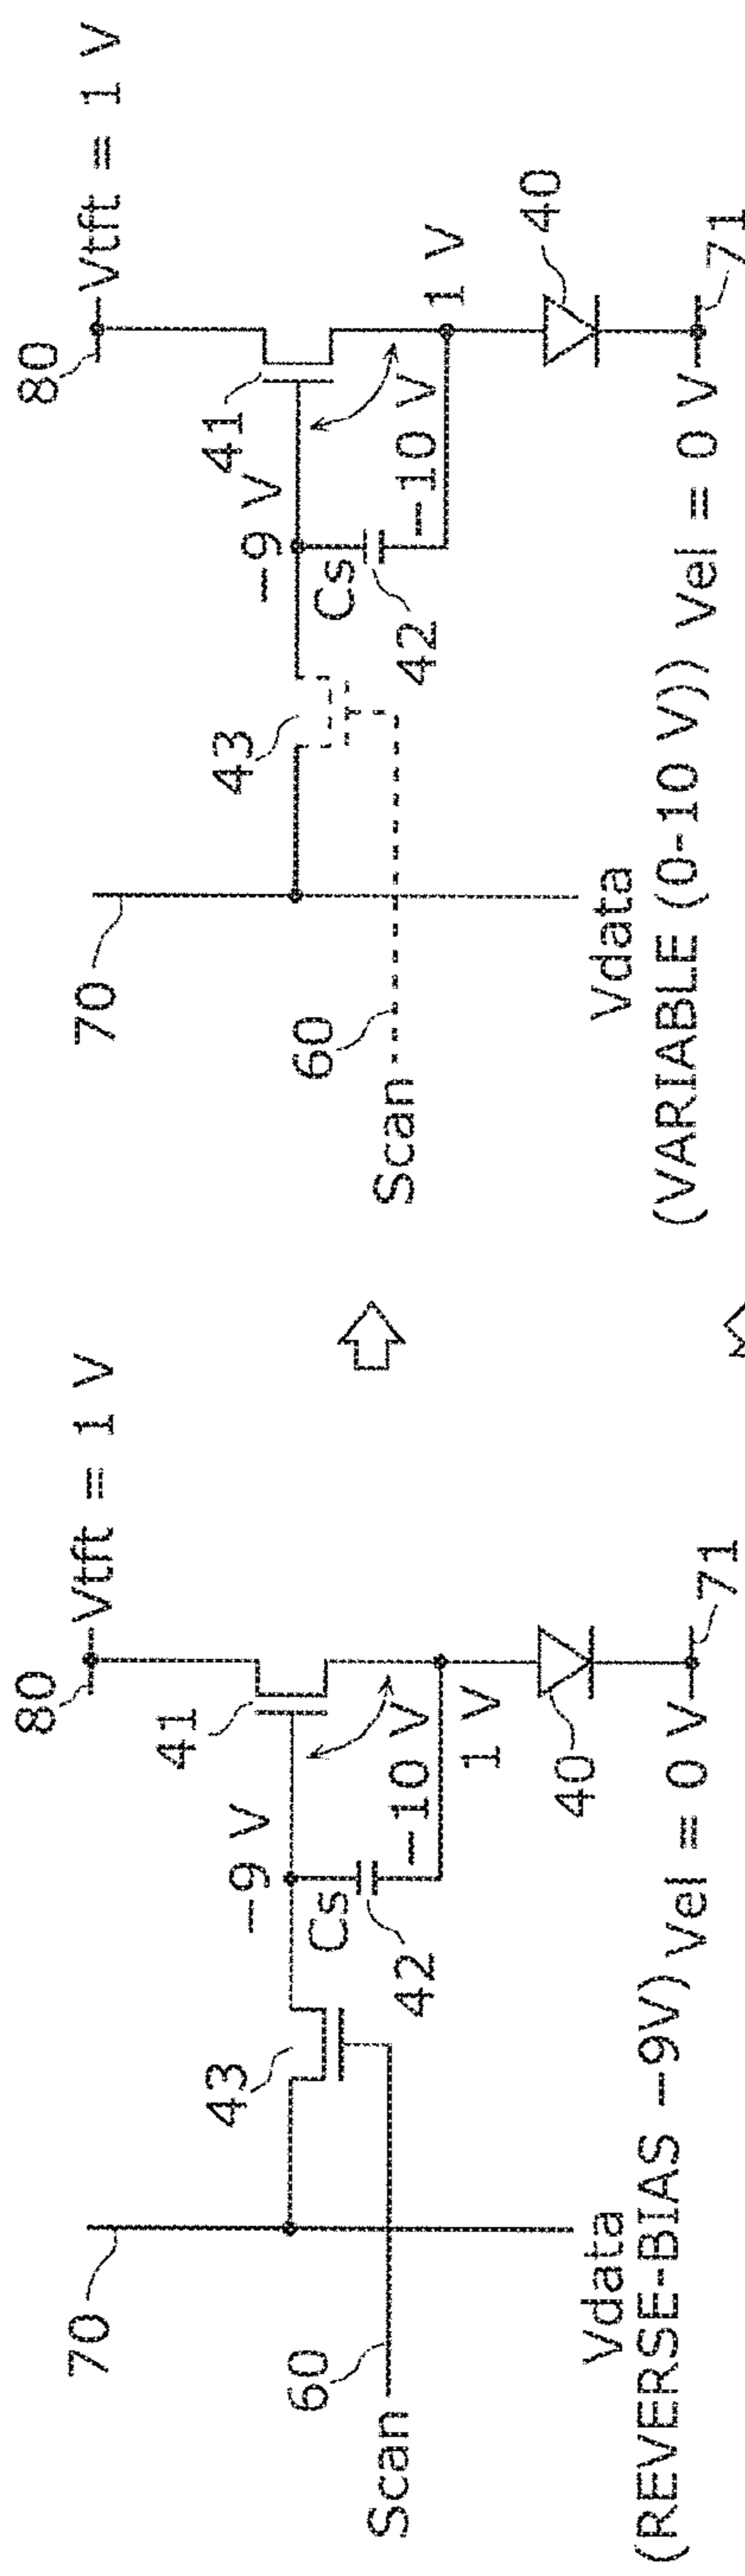 80
Vtft = 1 V
70
41
-9 V
43
Cs
-10 V
42
1 V
60
Scan
40
Vdata
(REVERSE-BIAS -9V)
Vel = 0 V
71
80
Vtft = 1 V
70
41
-9 V
43
Cs
-10 V
42
1 V
60
Scan
40
Vdata
(VARIABLE (0-10 V))
Vel = 0 V
71